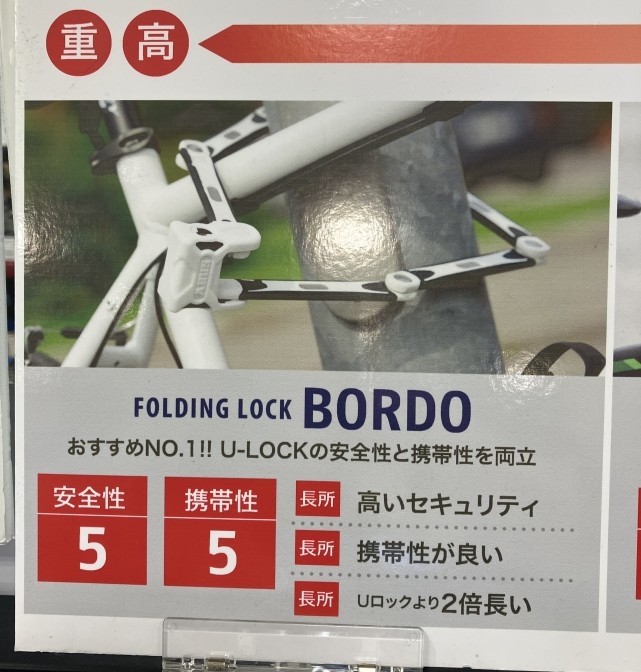 重 高
ABUS
FOLDING LOCK BORDO
おすすめNO.1!! U-LOCKの安全性と携帯性を両立
安全性
5
携帯性
5
長所 高いセキュリティ
長所 携帯性が良い
長所 Uロックより2倍長い